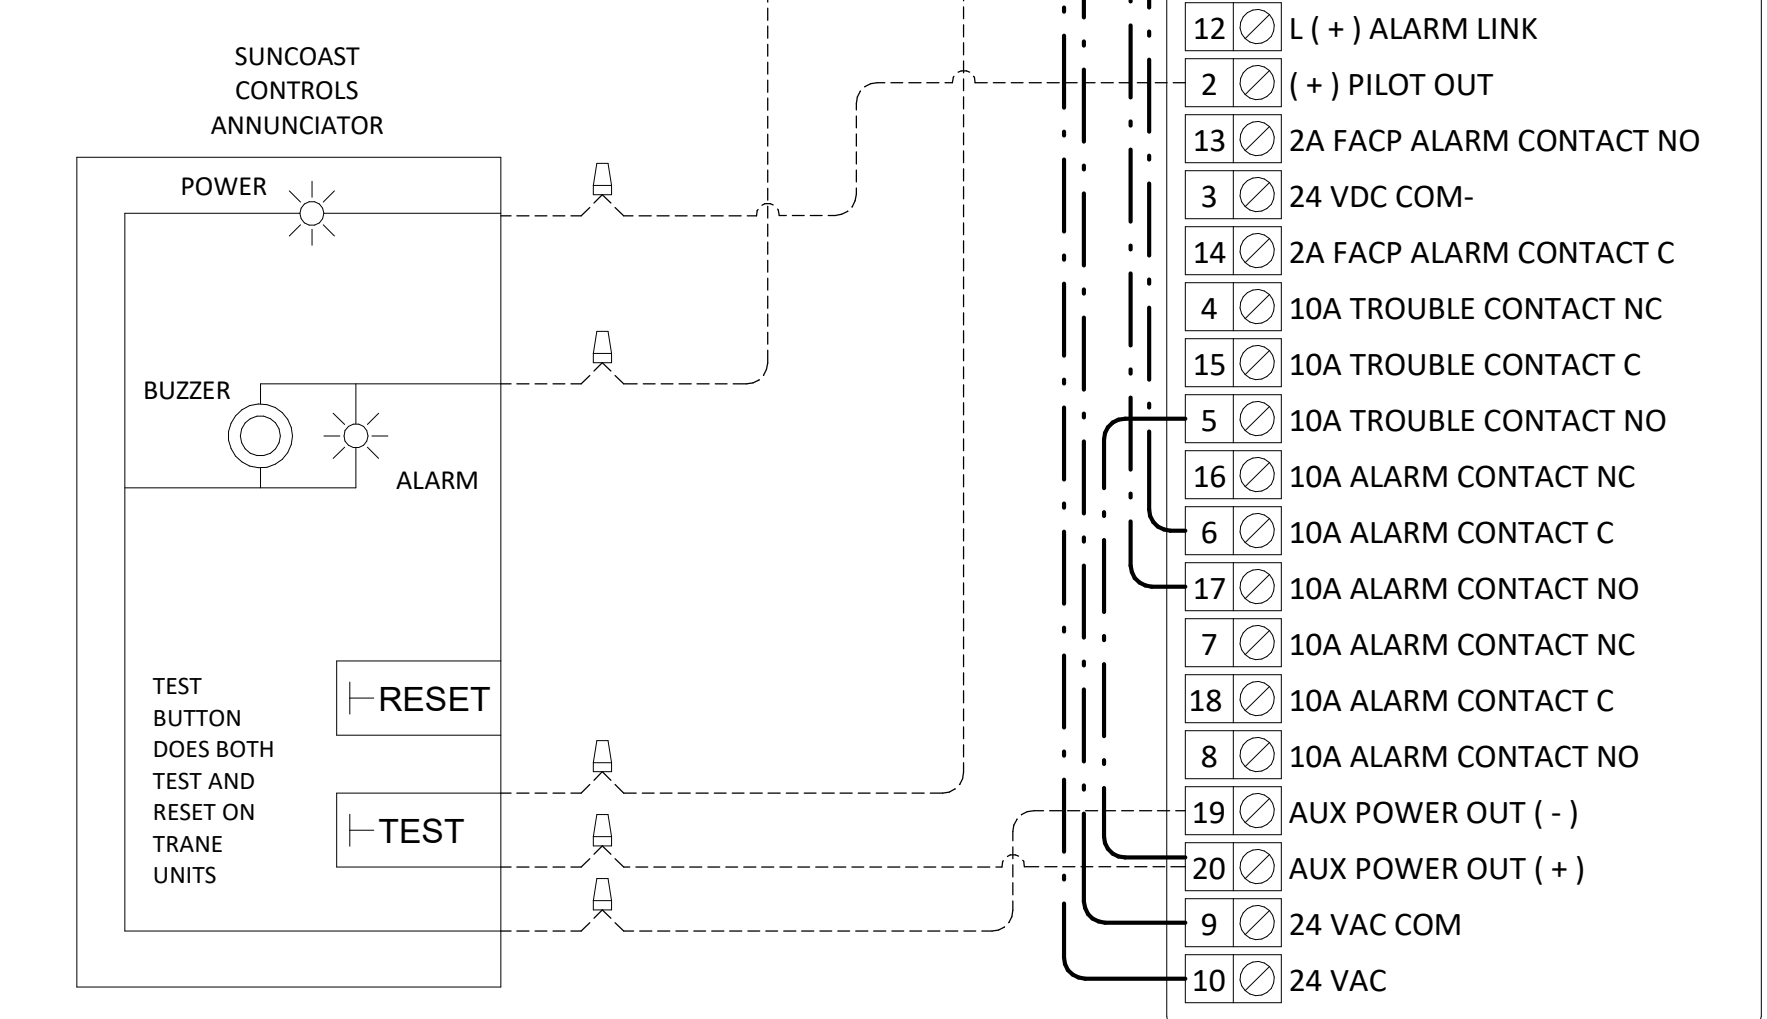 SUNCOAST
CONTROLS
ANNUNCIATOR
POWER
BUZZER
ALARM
RESET
TEST
TEST
BUTTON
DOES BOTH
TEST AND
RESET ON
TRANE
UNITS
12 L ( + ) ALARM LINK
2 ( + ) PILOT OUT
13 2A FACP ALARM CONTACT NO
3 24 VDC COM-
14 2A FACP ALARM CONTACT C
4 10A TROUBLE CONTACT NC
15 10A TROUBLE CONTACT C
5 10A TROUBLE CONTACT NO
16 10A ALARM CONTACT NC
6 10A ALARM CONTACT C
17 10A ALARM CONTACT NO
7 10A ALARM CONTACT NC
18 10A ALARM CONTACT C
8 10A ALARM CONTACT NO
19 AUX POWER OUT ( - )
20 AUX POWER OUT ( + )
9 24 VAC COM
10 24 VAC